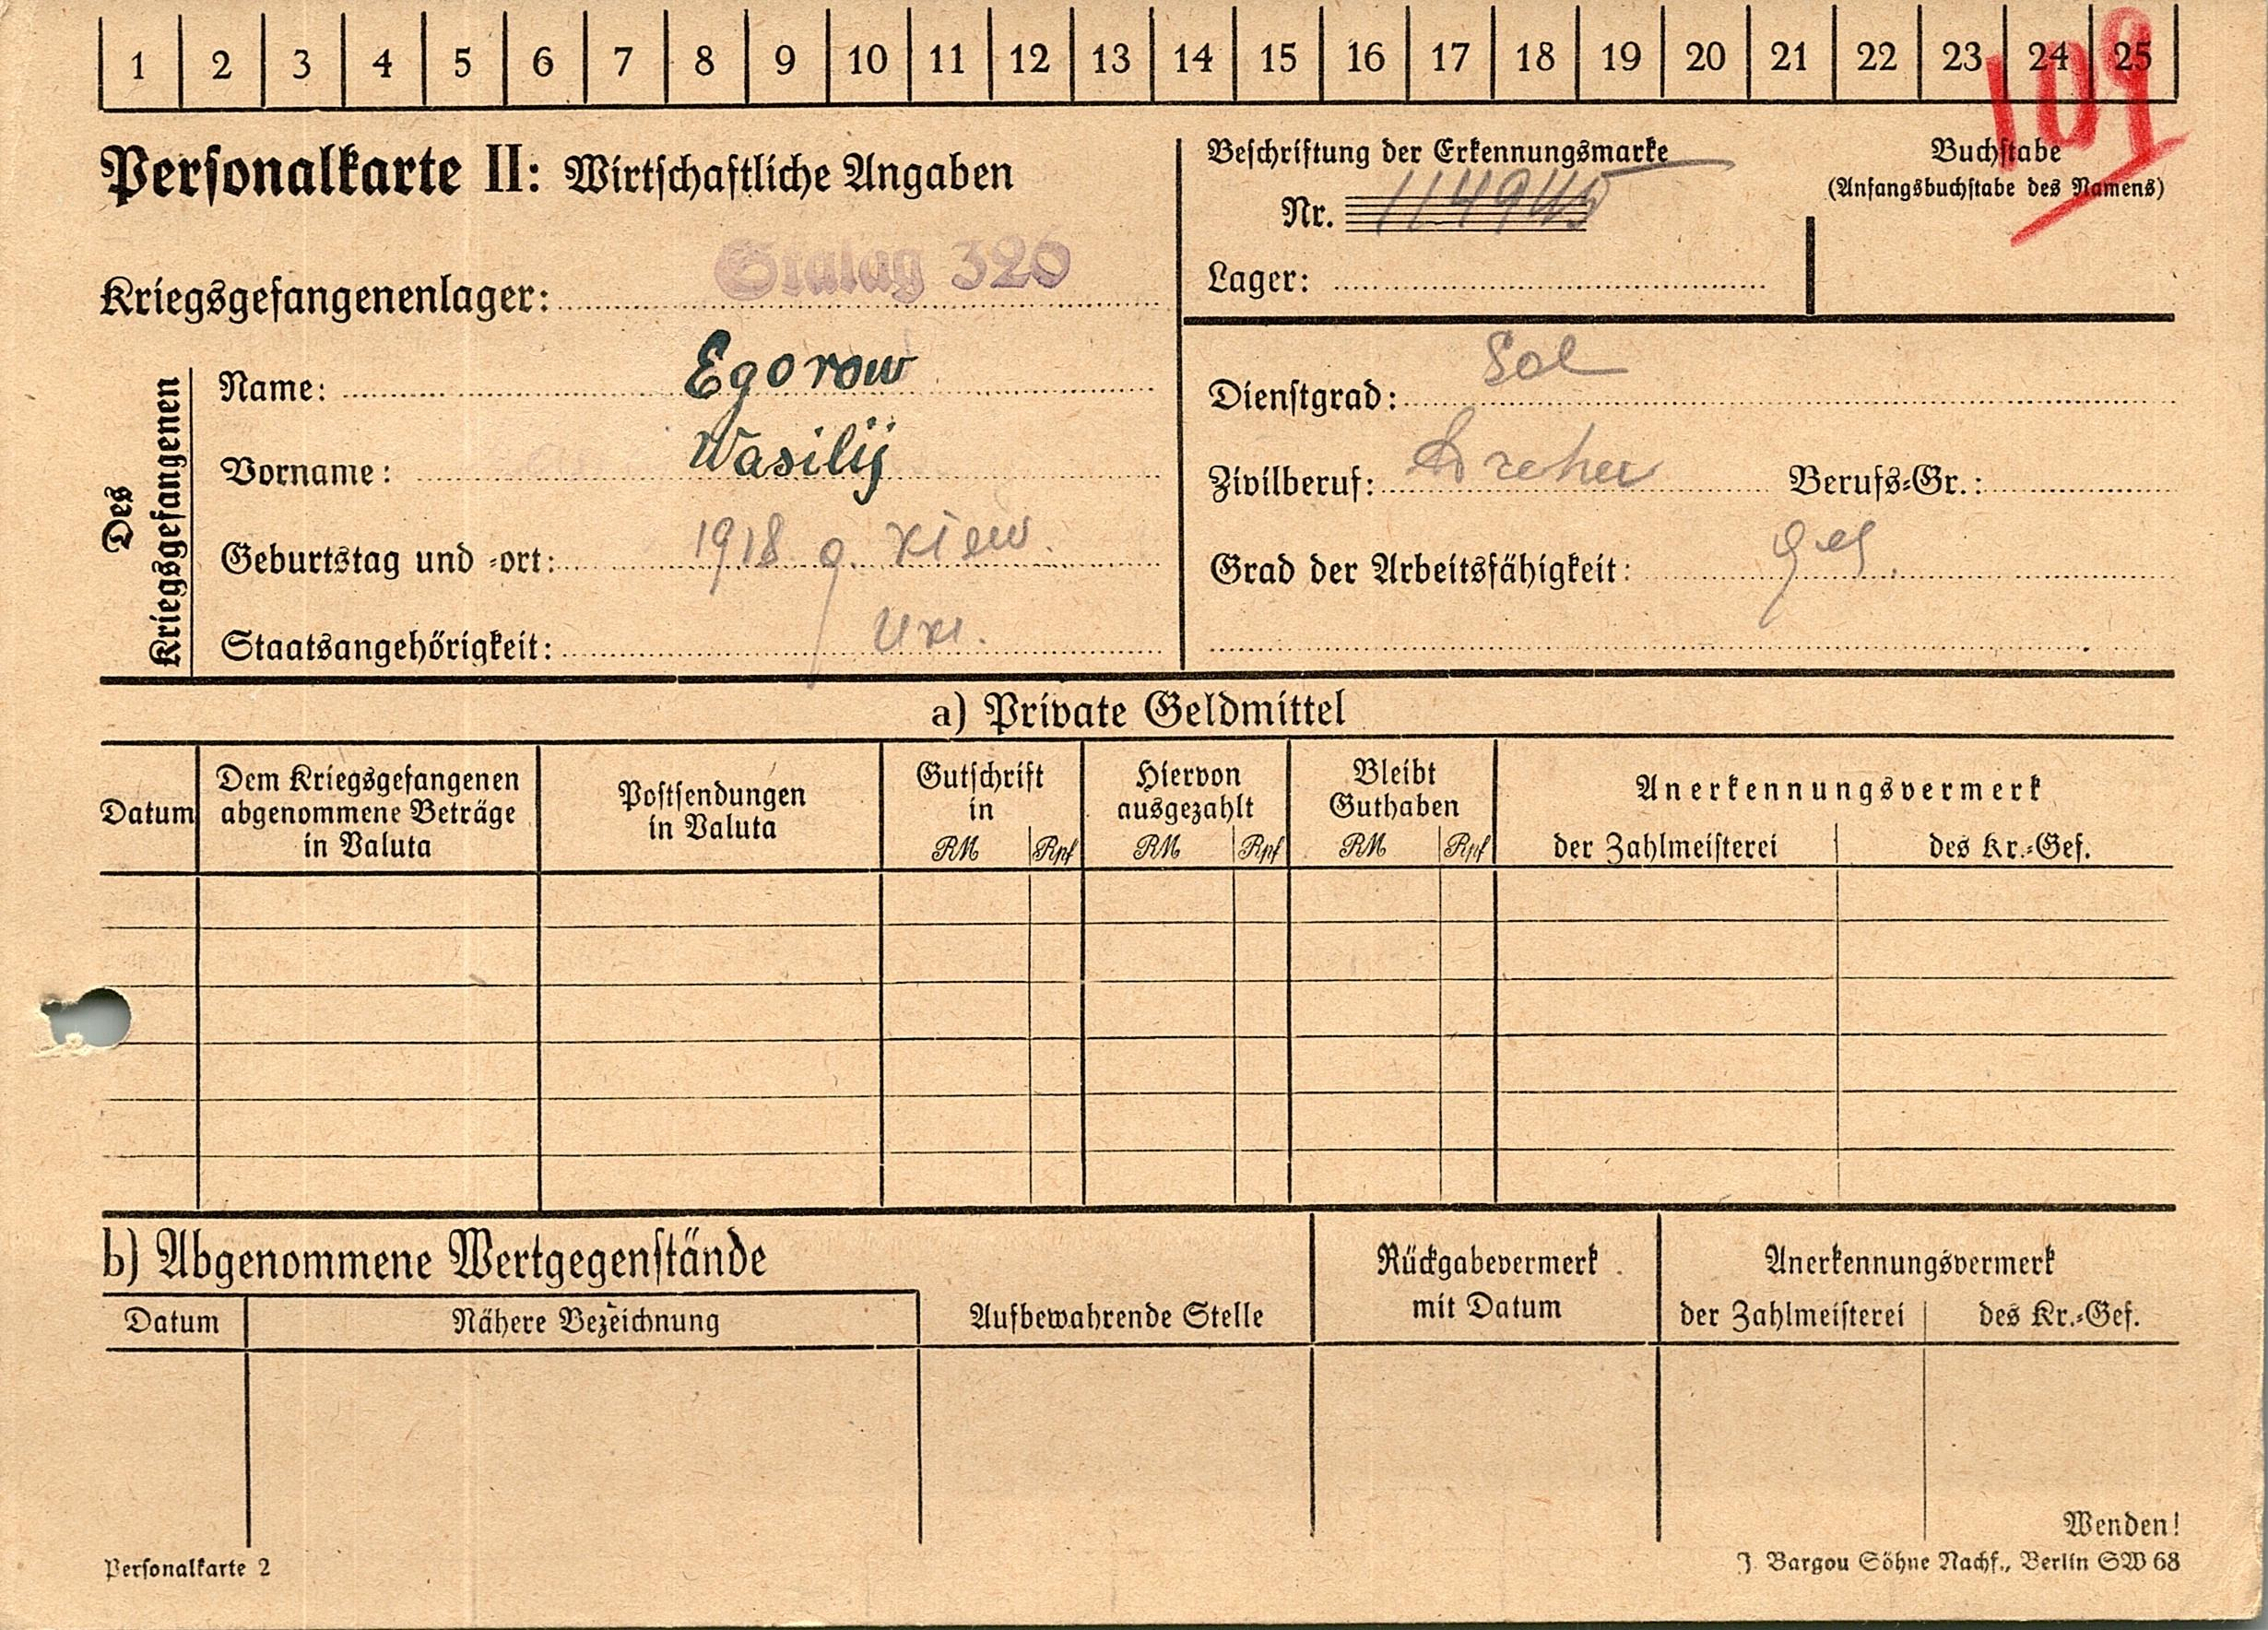 1 2 3 4 5 6 7 8 9 10 11 12 13 14 15 16 17 18 19 20 21 22 23 24 25
109
Personalkarte II: Wirtschaftliche Angaben
Beschriftung der Erkennungsmarke
Nr. 114945
Lager:
Buchstabe
(Anfangsbuchstabe des Namens)
Kriegsgefangenenlager: Stalag 326
Des Kriegsgefangenen
Name: Egorow
Vorname: Wasilij
Geburtstag und -ort: 1918 g. Kiew.
Staatsangehörigkeit: Ukr.
Dienstgrad: Sol
Zivilberuf: Dreher Berufs-Gr.:
Grad der Arbeitsfähigkeit:
a) Private Geldmittel
Datum
Dem Kriegsgefangenen
abgenommene Beträge
in Valuta
Postsendungen
in Valuta
Gutschrift
in
RM Rpf
Hiervon
ausgezahlt
RM Rpf
Bleibt
Guthaben
RM Rpf
Anerkennungsvermerk
der Zahlmeisterei des Kr.-Gef.
b) Abgenommene Wertgegenstände
Datum Nähere Bezeichnung
Aufbewahrende Stelle
Rückgabevermerk
mit Datum
Anerkennungsvermerk
der Zahlmeisterei des Kr.-Gef.
Wenden!
Personalkarte 2
J. Bargou Söhne Nachf., Berlin SW 68